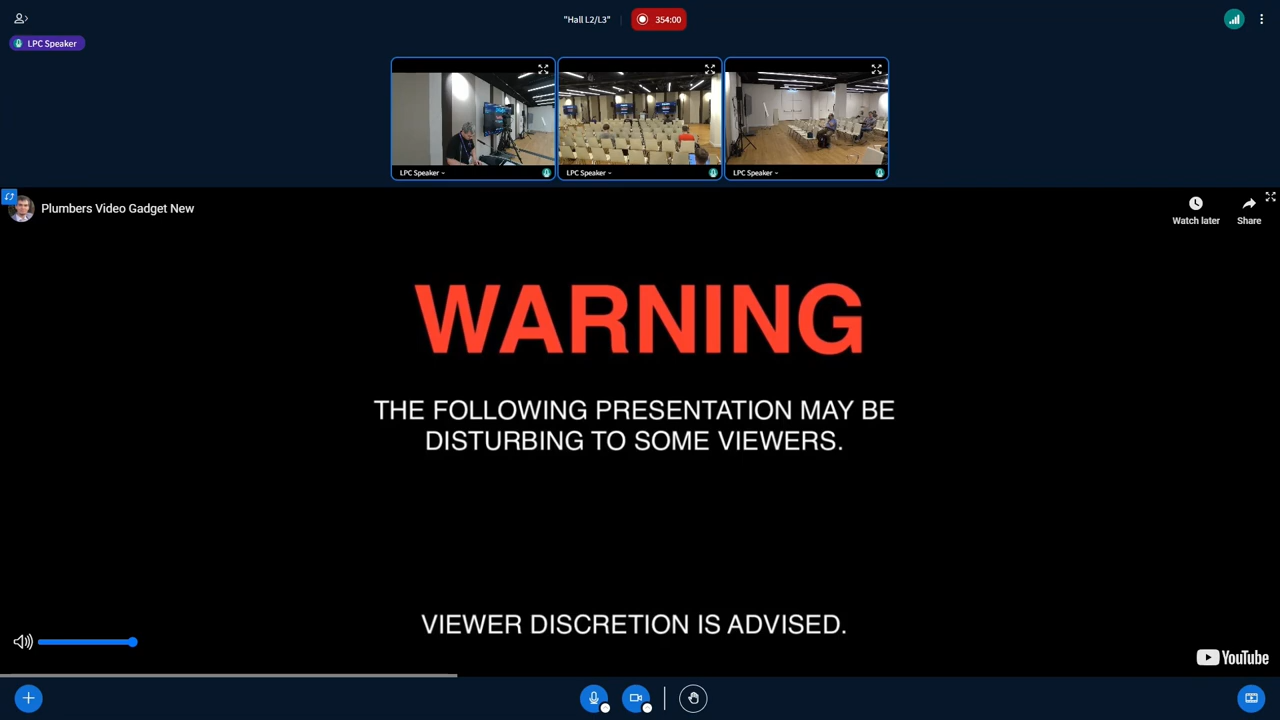 "Hall L2/L3"
354:00
LPC Speaker
LPC Speaker
LPC Speaker
LPC Speaker
Plumbers Video Gadget New
Watch later
Share
WARNING
THE FOLLOWING PRESENTATION MAY BE
DISTURBING TO SOME VIEWERS.
VIEWER DISCRETION IS ADVISED.
YouTube